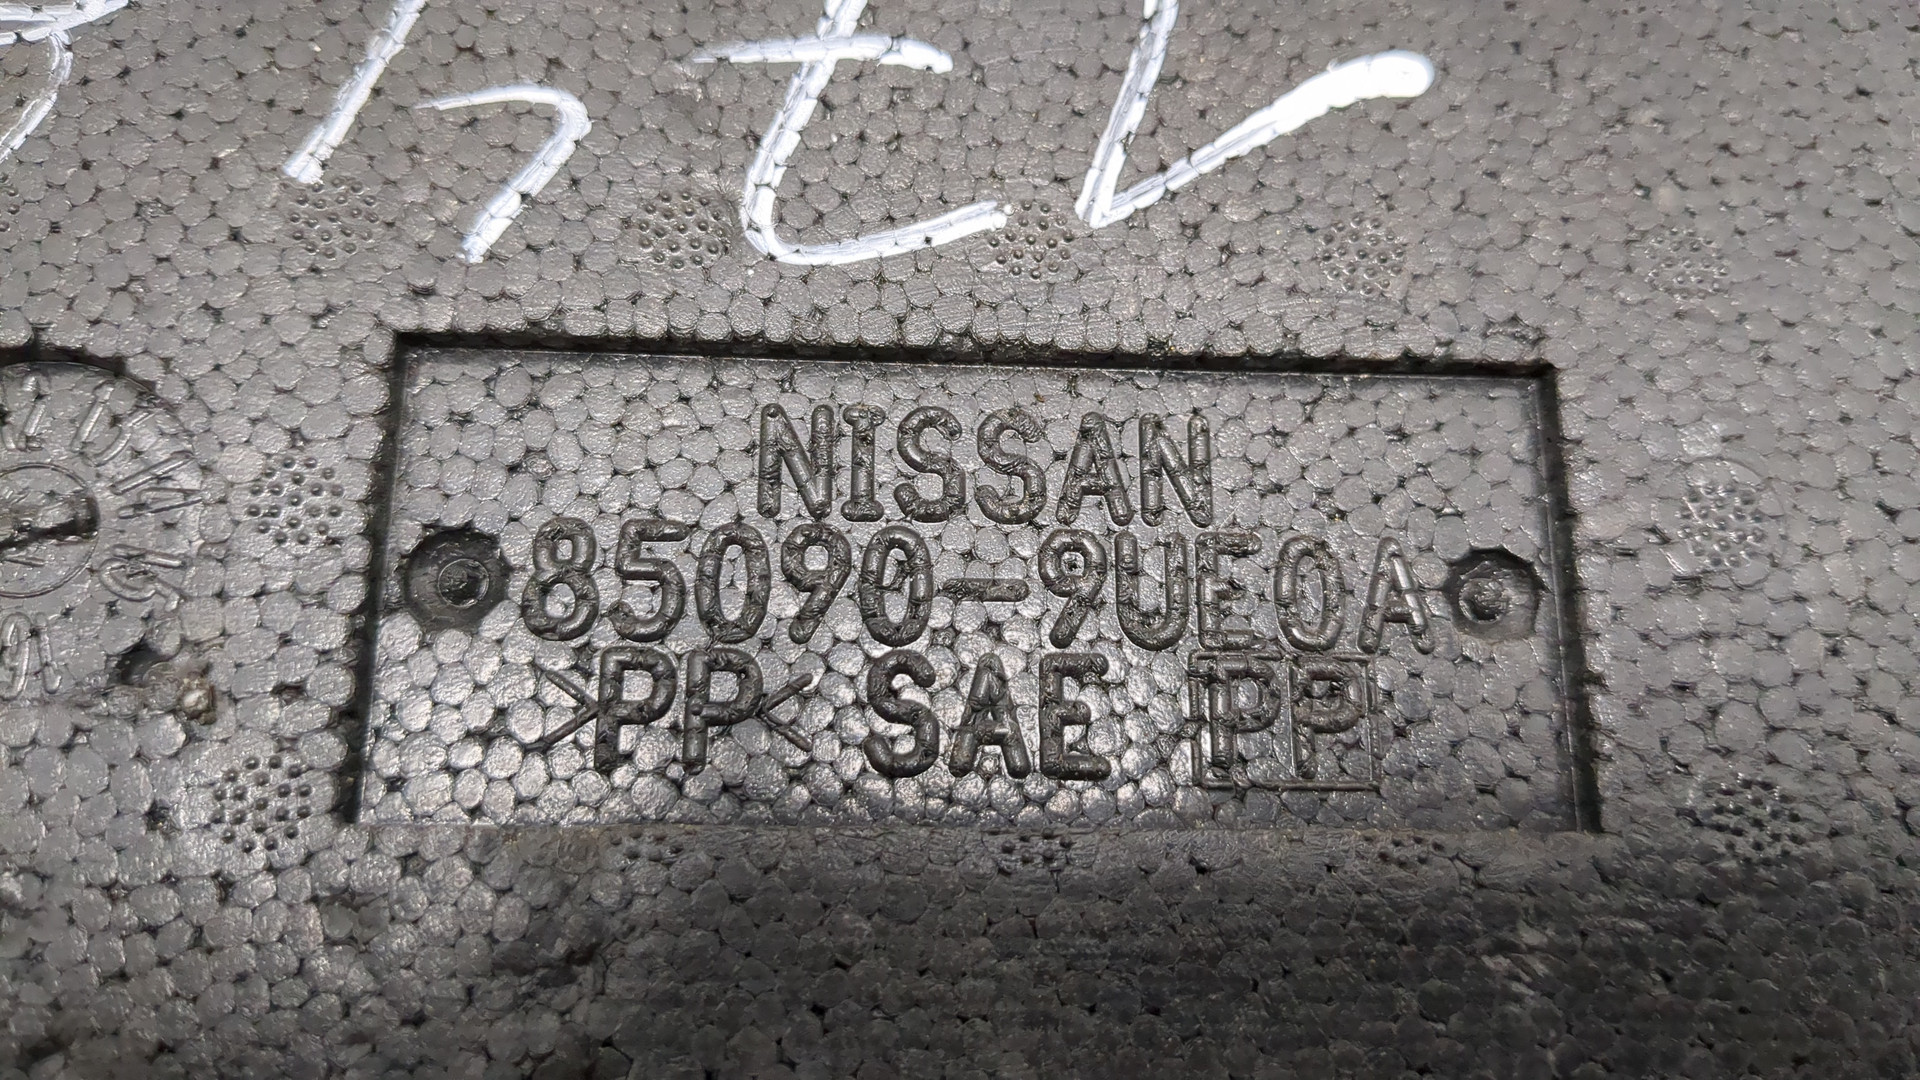 NISSAN
85090-9UE0A
>PP< SAE PP